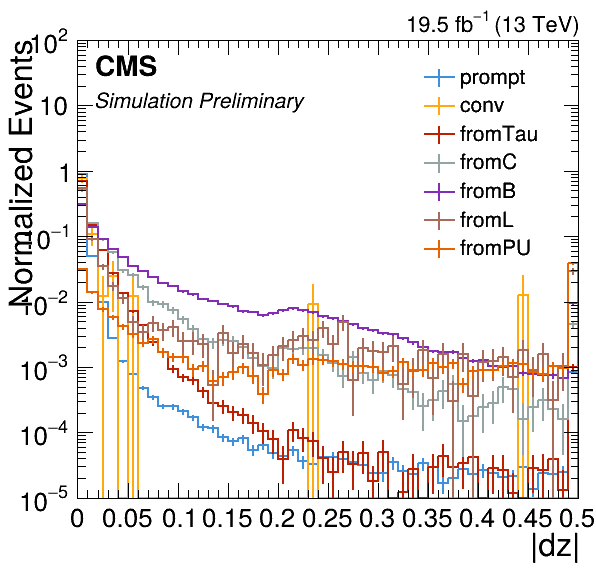 19.5 fb⁻¹ (13 TeV)
CMS
Simulation Preliminary
prompt
conv
fromTau
fromC
fromB
fromL
fromPU
Normalized Events
10²
10
1
10⁻¹
10⁻²
10⁻³
10⁻⁴
10⁻⁵
0 0.05 0.1 0.15 0.2 0.25 0.3 0.35 0.4 0.45 0.5
|dz|